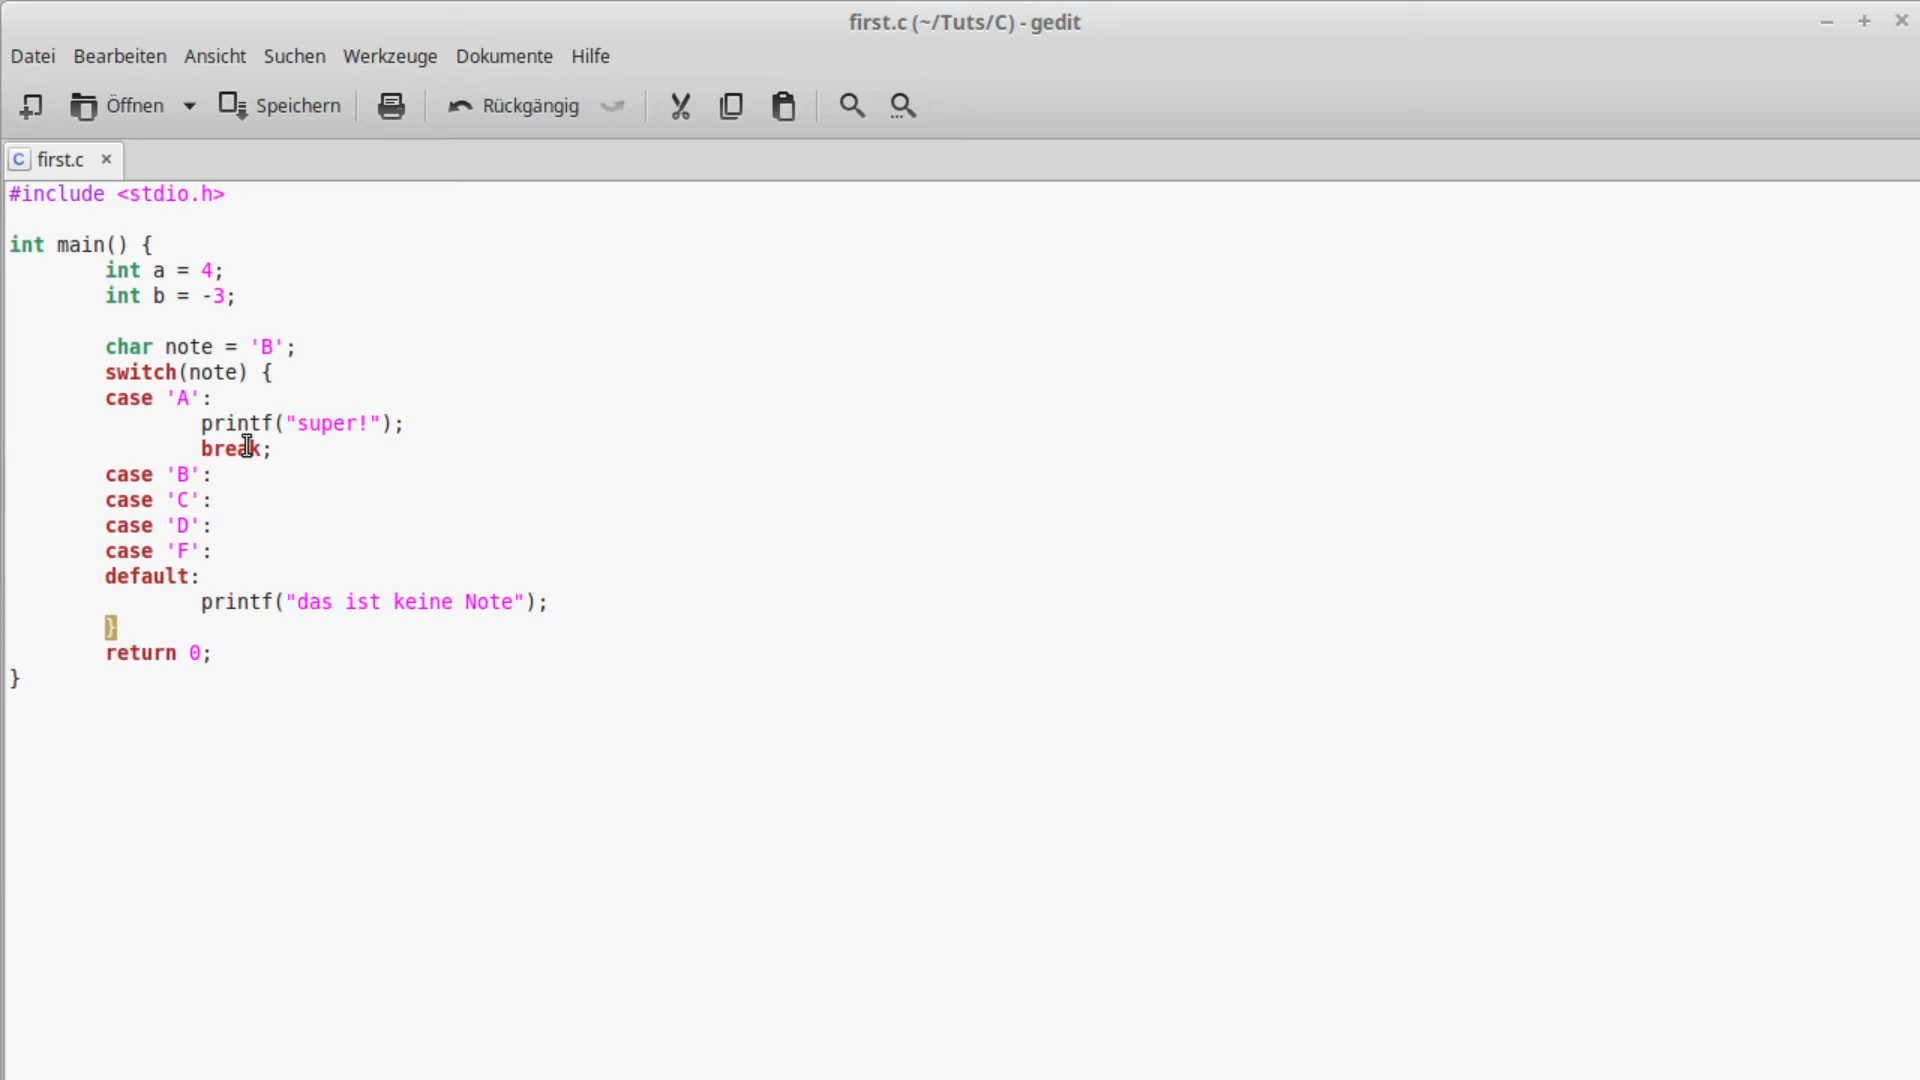 first.c (~/Tuts/C) - gedit
Datei Bearbeiten Ansicht Suchen Werkzeuge Dokumente Hilfe
Öffnen Speichern Rückgängig
C first.c
#include <stdio.h>
int main() {
int a = 4;
int b = -3;
char note = 'B';
switch(note) {
case 'A':
printf("super!");
break;
case 'B':
case 'C':
case 'D':
case 'F':
default:
printf("das ist keine Note");
}
return 0;
}